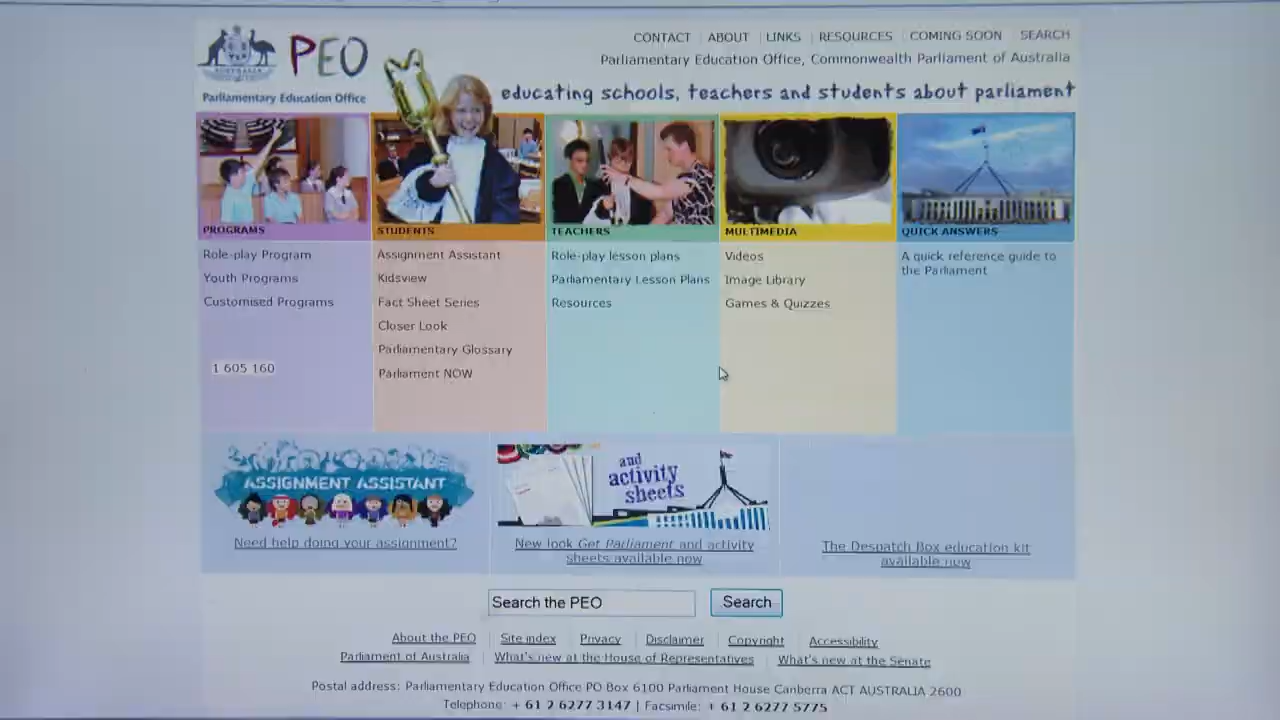 PEO
Parliamentary Education Office
CONTACT | ABOUT | LINKS | RESOURCES | COMING SOON | SEARCH
Parliamentary Education Office, Commonwealth Parliament of Australia
educating schools, teachers and students about parliament
PROGRAMS
Role-play Program
Youth Programs
Customised Programs
1 605 160
STUDENTS
Assignment Assistant
Kidsview
Fact Sheet Series
Closer Look
Parliamentary Glossary
Parliament NOW
TEACHERS
Role-play lesson plans
Parliamentary Lesson Plans
Resources
MULTIMEDIA
Videos
Image Library
Games & Quizzes
QUICK ANSWERS
A quick reference guide to
the Parliament
ASSIGNMENT ASSISTANT
Need help doing your assignment?
and
activity
sheets
New look Get Parliament and activity
sheets available now
The Despatch Box education kit
available now
Search the PEO Search
About the PEO | Site index | Privacy | Disclaimer | Copyright | Accessibility
Parliament of Australia | What's new at the House of Representatives | What's new at the Senate
Postal address: Parliamentary Education Office PO Box 6100 Parliament House Canberra ACT AUSTRALIA 2600
Telephone: + 61 2 6277 3147 | Facsimile: + 61 2 6277 5775